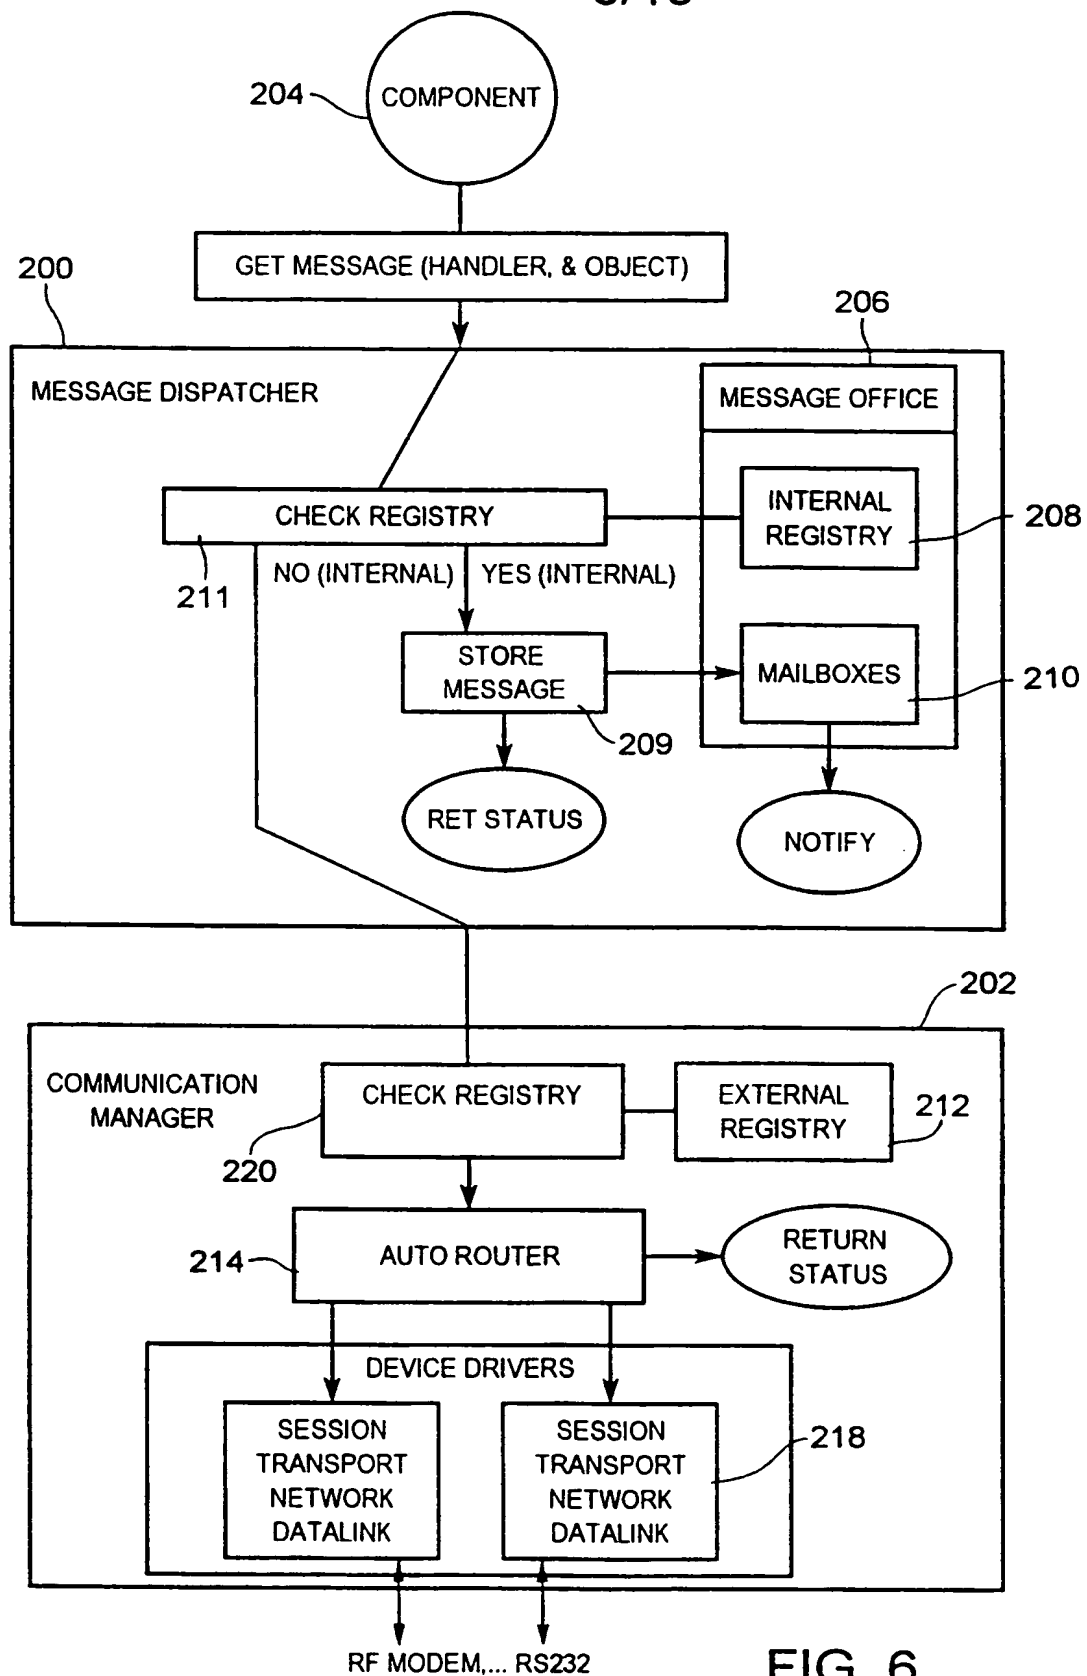 204
COMPONENT
GET MESSAGE (HANDLER, & OBJECT)
200
206
MESSAGE DISPATCHER
MESSAGE OFFICE
CHECK REGISTRY
INTERNAL
REGISTRY
208
211
NO (INTERNAL)
YES (INTERNAL)
STORE
MESSAGE
MAILBOXES
210
209
RET STATUS
NOTIFY
202
COMMUNICATION
MANAGER
CHECK REGISTRY
EXTERNAL
REGISTRY
212
220
214
AUTO ROUTER
RETURN
STATUS
DEVICE DRIVERS
SESSION
TRANSPORT
NETWORK
DATALINK
SESSION
TRANSPORT
NETWORK
DATALINK
218
RF MODEM,... RS232
FIG. 6